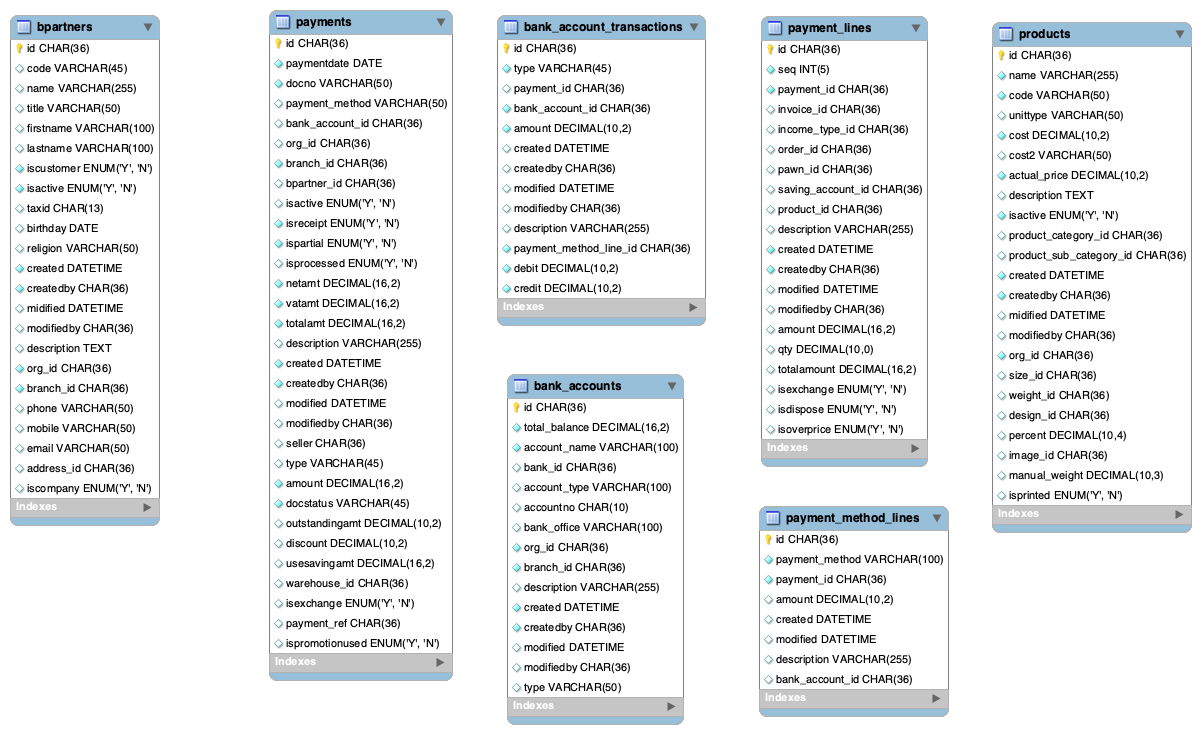 bpartners
id CHAR(36)
code VARCHAR(45)
name VARCHAR(255)
title VARCHAR(50)
firstname VARCHAR(100)
lastname VARCHAR(100)
iscustomer ENUM('Y', 'N')
isactive ENUM('Y', 'N')
taxid CHAR(13)
birthday DATE
religion VARCHAR(50)
created DATETIME
createdby CHAR(36)
midified DATETIME
modifiedby CHAR(36)
description TEXT
org_id CHAR(36)
branch_id CHAR(36)
phone VARCHAR(50)
mobile VARCHAR(50)
email VARCHAR(50)
address_id CHAR(36)
iscompany ENUM('Y', 'N')
Indexes
payments
id CHAR(36)
paymentdate DATE
docno VARCHAR(50)
payment_method VARCHAR(50)
bank_account_id CHAR(36)
org_id CHAR(36)
branch_id CHAR(36)
bpartner_id CHAR(36)
isactive ENUM('Y', 'N')
isreceipt ENUM('Y', 'N')
ispartial ENUM('Y', 'N')
isprocessed ENUM('Y', 'N')
netamt DECIMAL(16,2)
vatamt DECIMAL(16,2)
totalamt DECIMAL(16,2)
description VARCHAR(255)
created DATETIME
createdby CHAR(36)
modified DATETIME
modifiedby CHAR(36)
seller CHAR(36)
type VARCHAR(45)
amount DECIMAL(16,2)
docstatus VARCHAR(45)
outstandingamt DECIMAL(10,2)
discount DECIMAL(10,2)
usesavingamt DECIMAL(16,2)
warehouse_id CHAR(36)
isexchange ENUM('Y', 'N')
payment_ref CHAR(36)
ispromotionused ENUM('Y', 'N')
Indexes
bank_account_transactions
id CHAR(36)
type VARCHAR(45)
payment_id CHAR(36)
bank_account_id CHAR(36)
amount DECIMAL(10,2)
created DATETIME
createdby CHAR(36)
modified DATETIME
modifiedby CHAR(36)
description VARCHAR(255)
payment_method_line_id CHAR(36)
debit DECIMAL(10,2)
credit DECIMAL(10,2)
Indexes
bank_accounts
id CHAR(36)
total_balance DECIMAL(16,2)
account_name VARCHAR(100)
bank_id CHAR(36)
account_type VARCHAR(100)
accountno CHAR(10)
bank_office VARCHAR(100)
org_id CHAR(36)
branch_id CHAR(36)
description VARCHAR(255)
created DATETIME
createdby CHAR(36)
modified DATETIME
modifiedby CHAR(36)
type VARCHAR(50)
Indexes
payment_lines
id CHAR(36)
seq INT(5)
payment_id CHAR(36)
invoice_id CHAR(36)
income_type_id CHAR(36)
order_id CHAR(36)
pawn_id CHAR(36)
saving_account_id CHAR(36)
product_id CHAR(36)
description VARCHAR(255)
created DATETIME
createdby CHAR(36)
modified DATETIME
modifiedby CHAR(36)
amount DECIMAL(16,2)
qty DECIMAL(10,0)
totalamount DECIMAL(16,2)
isexchange ENUM('Y', 'N')
isdispose ENUM('Y', 'N')
isoverprice ENUM('Y', 'N')
Indexes
payment_method_lines
id CHAR(36)
payment_method VARCHAR(100)
payment_id CHAR(36)
amount DECIMAL(10,2)
created DATETIME
modified DATETIME
description VARCHAR(255)
bank_account_id CHAR(36)
Indexes
products
id CHAR(36)
name VARCHAR(255)
code VARCHAR(50)
unittype VARCHAR(50)
cost DECIMAL(10,2)
cost2 VARCHAR(50)
actual_price DECIMAL(10,2)
description TEXT
isactive ENUM('Y', 'N')
product_category_id CHAR(36)
product_sub_category_id CHAR(36)
created DATETIME
createdby CHAR(36)
midified DATETIME
modifiedby CHAR(36)
org_id CHAR(36)
size_id CHAR(36)
weight_id CHAR(36)
design_id CHAR(36)
percent DECIMAL(10,4)
image_id CHAR(36)
manual_weight DECIMAL(10,3)
isprinted ENUM('Y', 'N')
Indexes